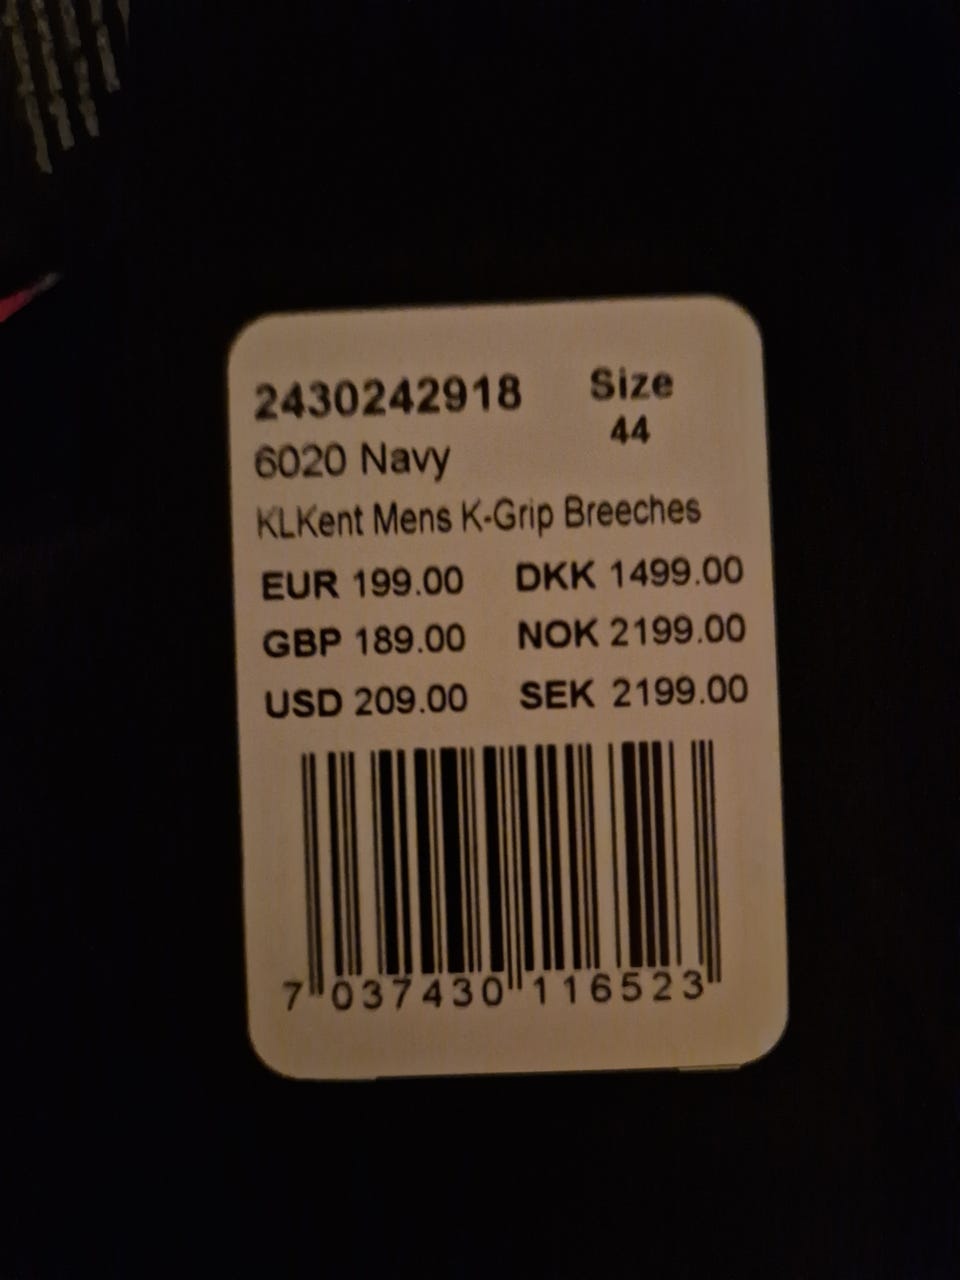 2430242918 Size
6020 Navy 44
KLKent Mens K-Grip Breeches
EUR 199.00 DKK 1499.00
GBP 189.00 NOK 2199.00
USD 209.00 SEK 2199.00
7 037430 116523